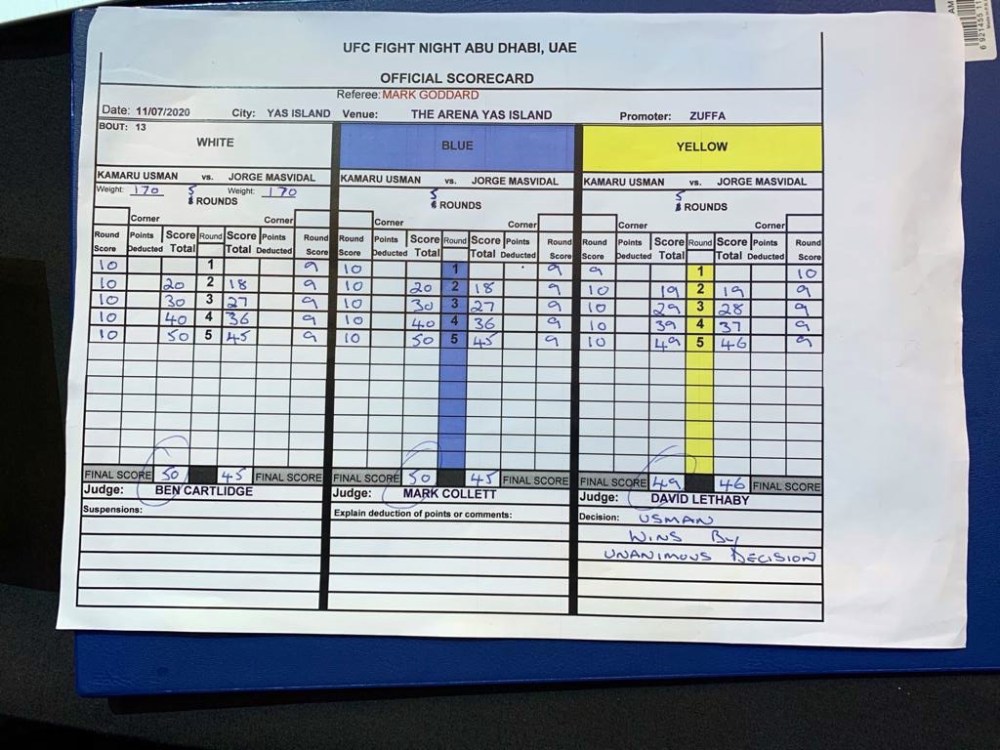 UFC FIGHT NIGHT ABU DHABI, UAE
OFFICIAL SCORECARD
Referee: MARK GODDARD
Date: 11/07/2020 City: YAS ISLAND Venue: THE ARENA YAS ISLAND Promoter: ZUFFA
BOUT: 13
WHITE BLUE YELLOW
KAMARU USMAN vs. JORGE MASVIDAL KAMARU USMAN vs. JORGE MASVIDAL KAMARU USMAN vs. JORGE MASVIDAL
Weight: 170 5 Weight: 170 5 5
ROUNDS ROUNDS ROUNDS
Corner Corner Corner Corner Corner Corner
Round Points Score Round Score Points Round Round Points Score Round Score Points Round Round Points Score Round Score Points Round
Score Deducted Total Total Deducted Score Score Deducted Total Total Deducted Score Score Deducted Total Total Deducted Score
10 1 9 10 1 9 9 1 10
10 20 2 18 9 10 20 2 18 9 10 19 2 19 9
10 30 3 27 9 10 30 3 27 9 10 29 3 28 9
10 40 4 36 9 10 40 4 36 9 10 39 4 37 9
10 50 5 45 9 10 50 5 45 9 10 49 5 46 9
FINAL SCORE 50 45 FINAL SCORE FINAL SCORE 50 45 FINAL SCORE FINAL SCORE 49 46 FINAL SCORE
Judge: BEN CARTLIDGE Judge: MARK COLLETT Judge: DAVID LETHABY
Suspensions: Explain deduction of points or comments: Decision: USMAN
WINS By
UNANIMOUS DECISION